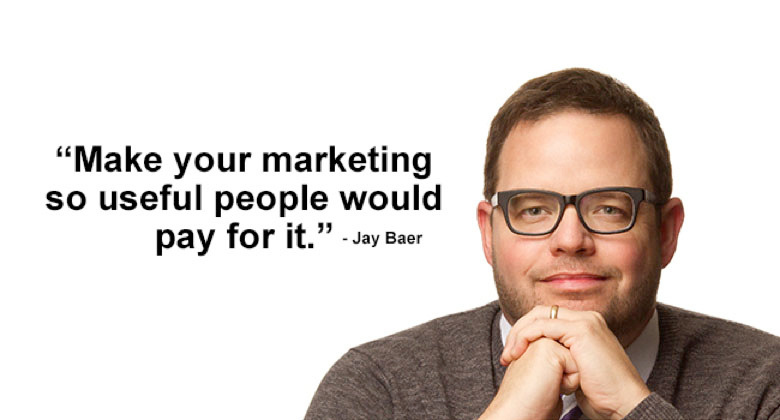 “Make your marketing
so useful people would
pay for it.” - Jay Baer